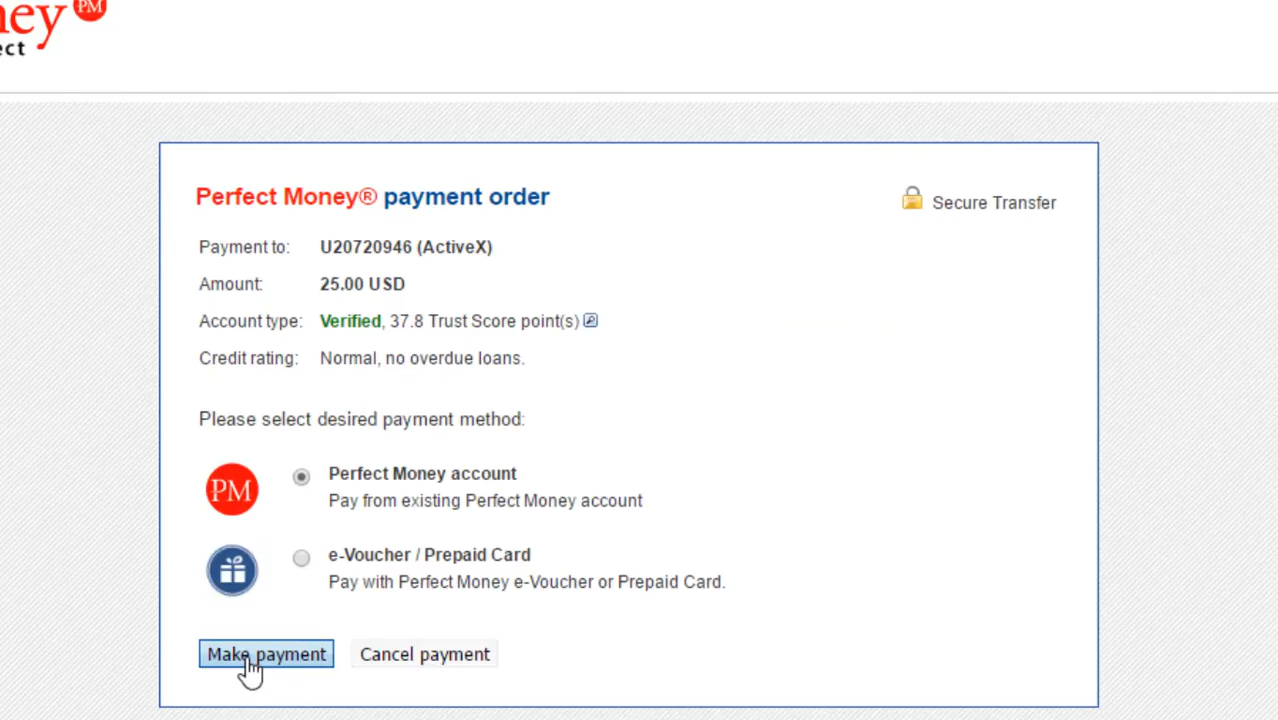 ney PM
ect
Perfect Money® payment order
Secure Transfer
Payment to: U20720946 (ActiveX)
Amount: 25.00 USD
Account type: Verified, 37.8 Trust Score point(s)
Credit rating: Normal, no overdue loans.
Please select desired payment method:
PM
Perfect Money account
Pay from existing Perfect Money account
e-Voucher / Prepaid Card
Pay with Perfect Money e-Voucher or Prepaid Card.
Make payment
Cancel payment